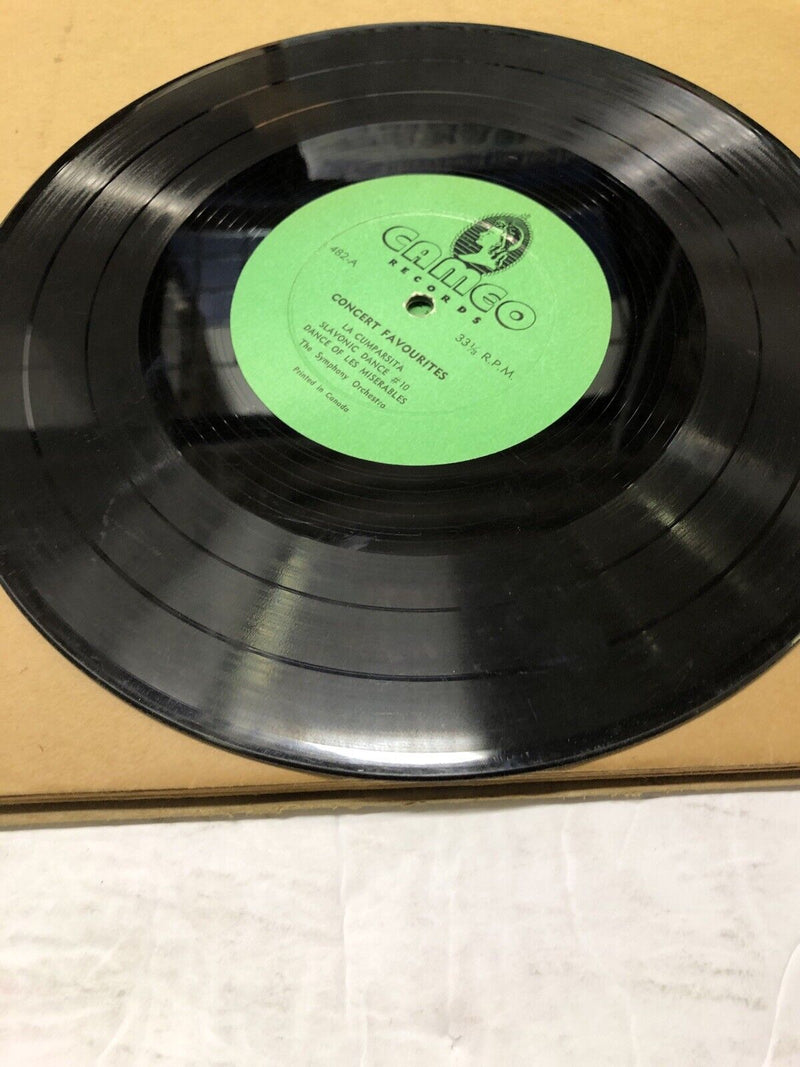 CAMEO
RECORDS
482-A
33⅓ R.P.M.
CONCERT FAVOURITES
LA CUMPARSITA
SLAVONIC DANCE #10
DANCE OF LES MISERABLES
The Symphony Orchestra
Printed in Canada